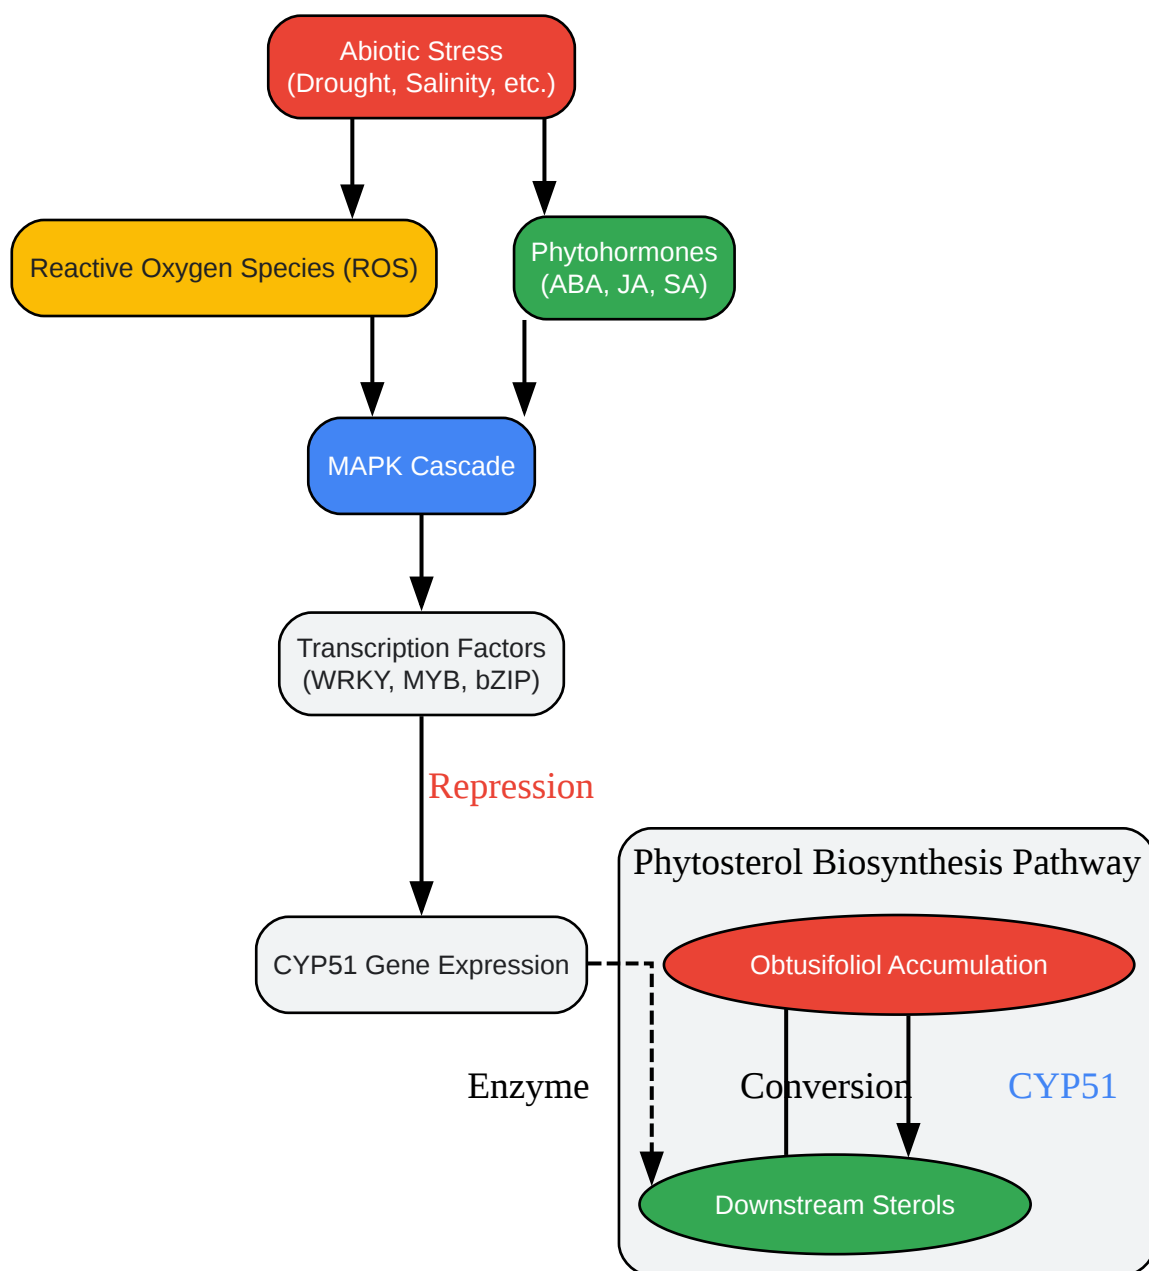 Abiotic Stress
(Drought, Salinity, etc.)
Reactive Oxygen Species (ROS)
Phytohormones
(ABA, JA, SA)
MAPK Cascade
Transcription Factors
(WRKY, MYB, bZIP)
Repression
Phytosterol Biosynthesis Pathway
CYP51 Gene Expression
Obtusifoliol Accumulation
Enzyme
Conversion
CYP51
Downstream Sterols